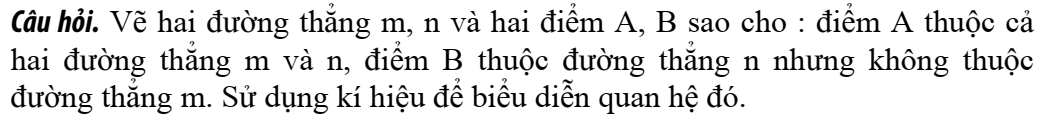 Câu hỏi. Vẽ hai đường thẳng m, n và hai điểm A, B sao cho : điểm A thuộc cả
hai đường thẳng m và n, điểm B thuộc đường thẳng n nhưng không thuộc
đường thẳng m. Sử dụng kí hiệu để biểu diễn quan hệ đó.